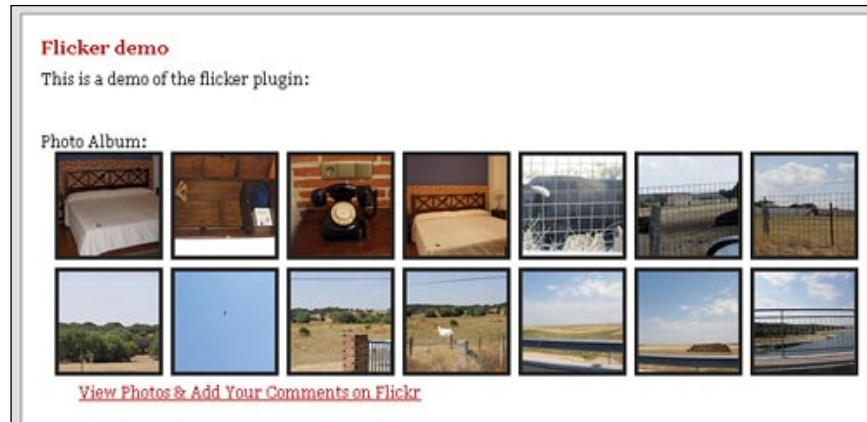 Flicker demo
This is a demo of the flicker plugin:
Photo Album:
View Photos & Add Your Comments on Flickr